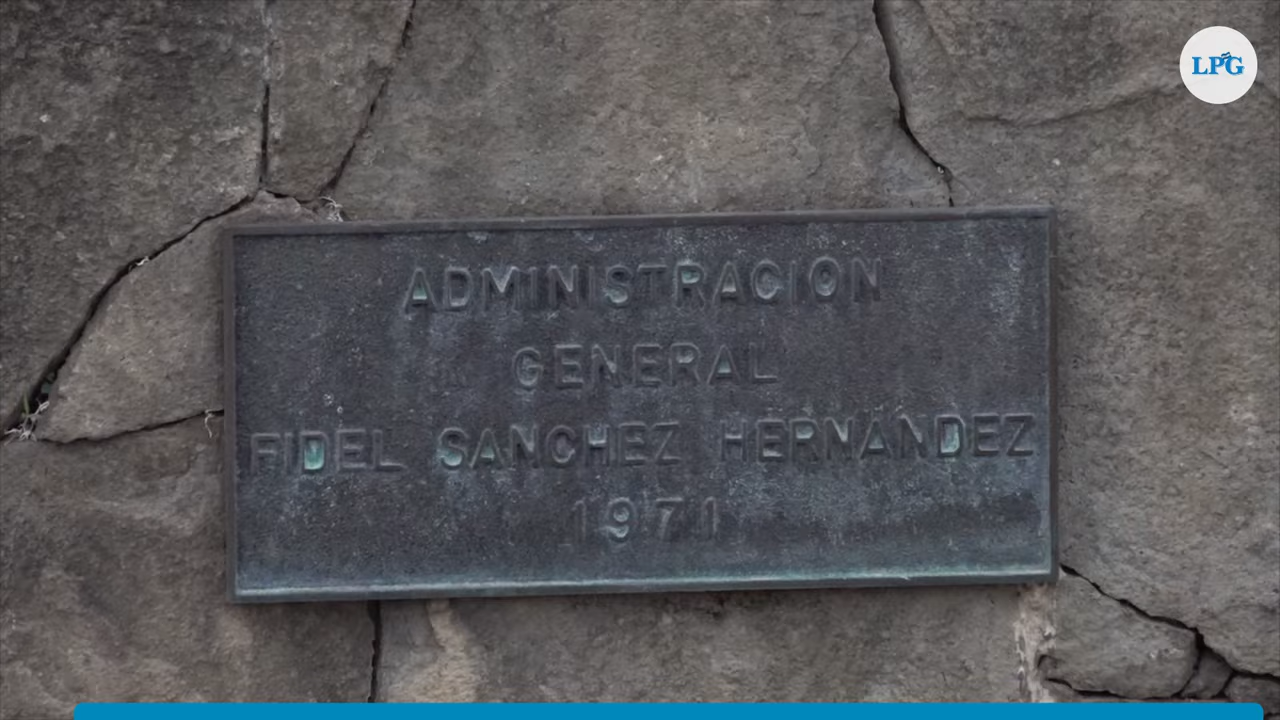 LPG
ADMINISTRACION
GENERAL
FIDEL SANCHEZ HERNANDEZ
1971